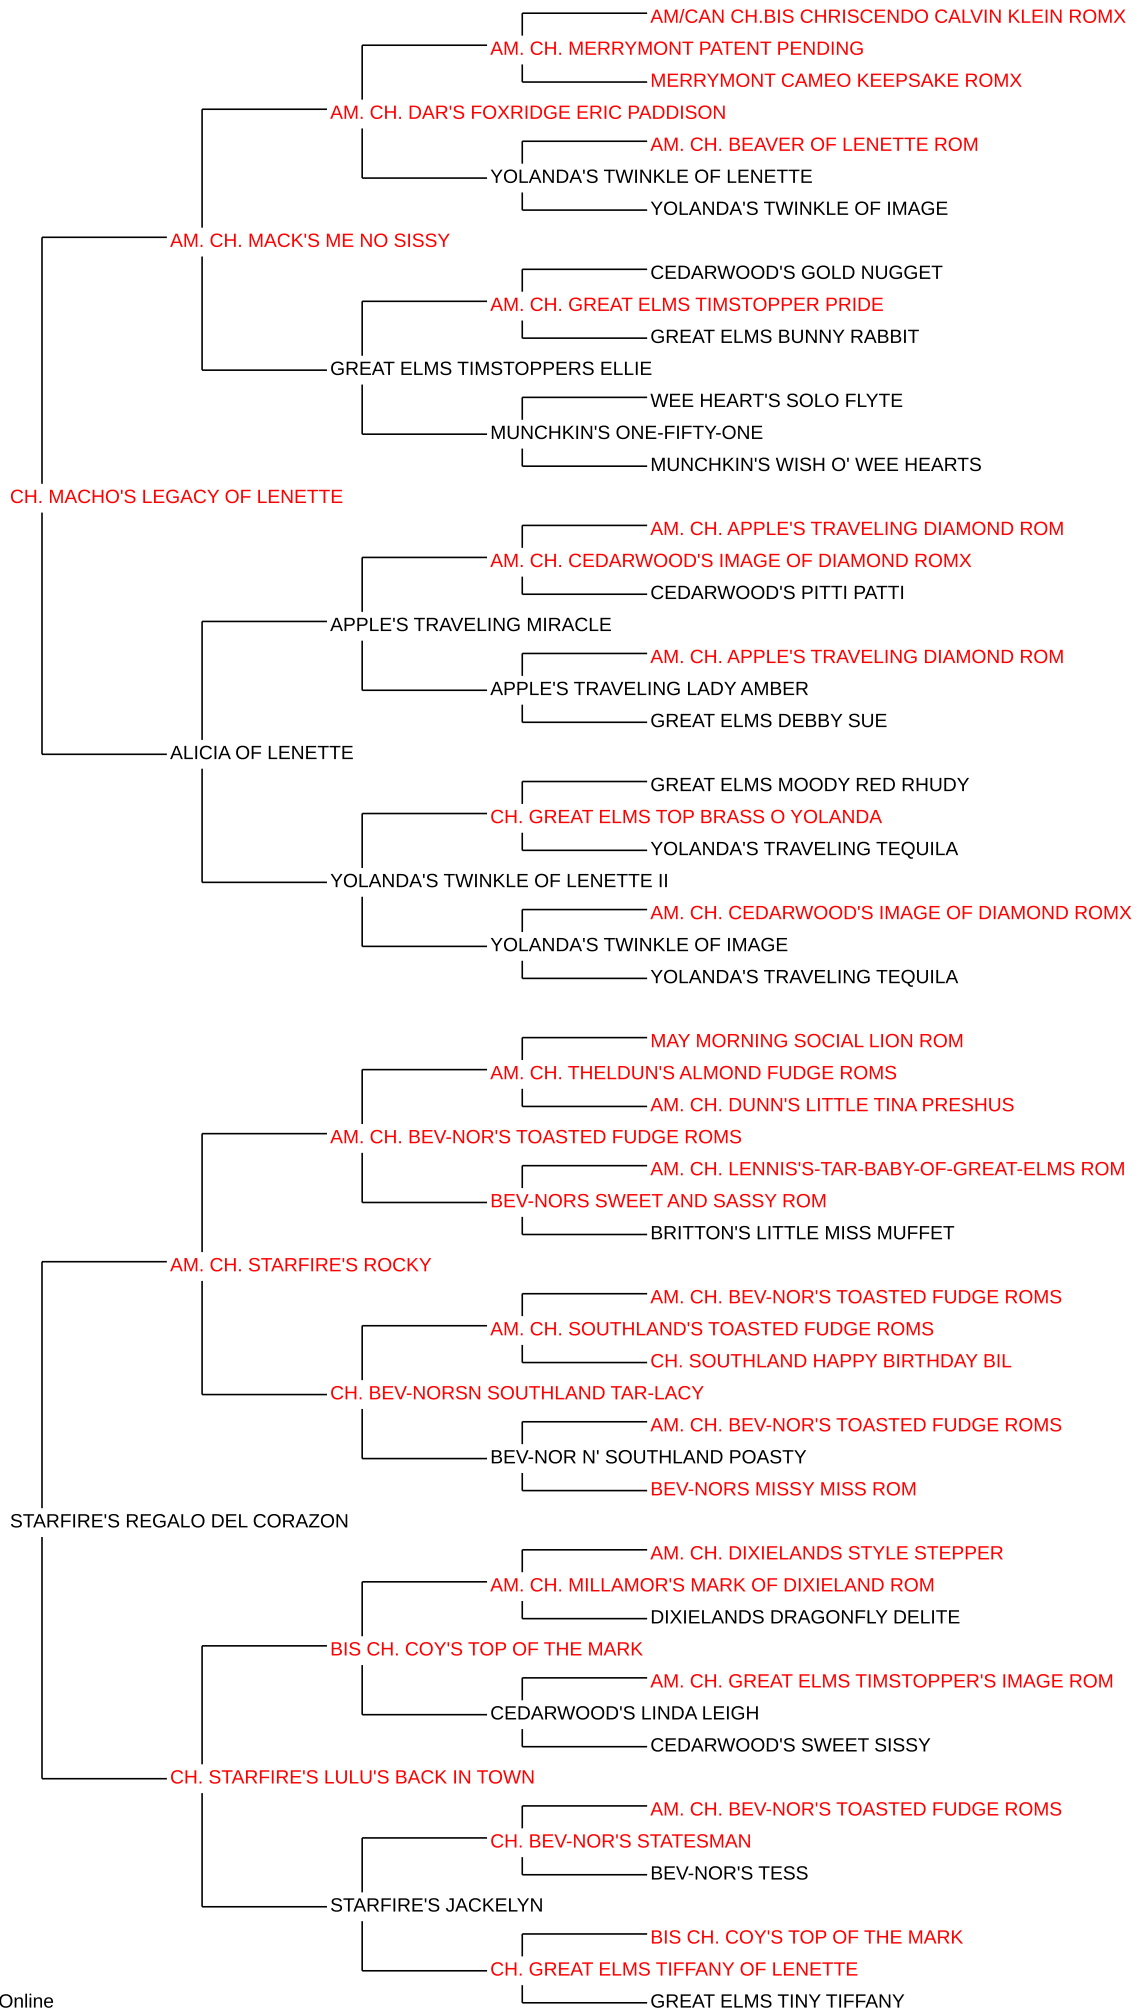 AM/CAN CH.BIS CHRISCENDO CALVIN KLEIN ROMX
AM. CH. MERRYMONT PATENT PENDING
MERRYMONT CAMEO KEEPSAKE ROMX
AM. CH. DAR'S FOXRIDGE ERIC PADDISON
AM. CH. BEAVER OF LENETTE ROM
YOLANDA'S TWINKLE OF LENETTE
YOLANDA'S TWINKLE OF IMAGE
AM. CH. MACK'S ME NO SISSY
CEDARWOOD'S GOLD NUGGET
AM. CH. GREAT ELMS TIMSTOPPER PRIDE
GREAT ELMS BUNNY RABBIT
GREAT ELMS TIMSTOPPERS ELLIE
WEE HEART'S SOLO FLYTE
MUNCHKIN'S ONE-FIFTY-ONE
MUNCHKIN'S WISH O' WEE HEARTS
CH. MACHO'S LEGACY OF LENETTE
AM. CH. APPLE'S TRAVELING DIAMOND ROM
AM. CH. CEDARWOOD'S IMAGE OF DIAMOND ROMX
CEDARWOOD'S PITTI PATTI
APPLE'S TRAVELING MIRACLE
AM. CH. APPLE'S TRAVELING DIAMOND ROM
APPLE'S TRAVELING LADY AMBER
GREAT ELMS DEBBY SUE
ALICIA OF LENETTE
GREAT ELMS MOODY RED RHUDY
CH. GREAT ELMS TOP BRASS O YOLANDA
YOLANDA'S TRAVELING TEQUILA
YOLANDA'S TWINKLE OF LENETTE II
AM. CH. CEDARWOOD'S IMAGE OF DIAMOND ROMX
YOLANDA'S TWINKLE OF IMAGE
YOLANDA'S TRAVELING TEQUILA
MAY MORNING SOCIAL LION ROM
AM. CH. THELDUN'S ALMOND FUDGE ROMS
AM. CH. DUNN'S LITTLE TINA PRESHUS
AM. CH. BEV-NOR'S TOASTED FUDGE ROMS
AM. CH. LENNIS'S-TAR-BABY-OF-GREAT-ELMS ROM
BEV-NORS SWEET AND SASSY ROM
BRITTON'S LITTLE MISS MUFFET
AM. CH. STARFIRE'S ROCKY
AM. CH. BEV-NOR'S TOASTED FUDGE ROMS
AM. CH. SOUTHLAND'S TOASTED FUDGE ROMS
CH. SOUTHLAND HAPPY BIRTHDAY BIL
CH. BEV-NORSN SOUTHLAND TAR-LACY
AM. CH. BEV-NOR'S TOASTED FUDGE ROMS
BEV-NOR N' SOUTHLAND POASTY
BEV-NORS MISSY MISS ROM
STARFIRE'S REGALO DEL CORAZON
AM. CH. DIXIELANDS STYLE STEPPER
AM. CH. MILLAMOR'S MARK OF DIXIELAND ROM
DIXIELANDS DRAGONFLY DELITE
BIS CH. COY'S TOP OF THE MARK
AM. CH. GREAT ELMS TIMSTOPPER'S IMAGE ROM
CEDARWOOD'S LINDA LEIGH
CEDARWOOD'S SWEET SISSY
CH. STARFIRE'S LULU'S BACK IN TOWN
AM. CH. BEV-NOR'S TOASTED FUDGE ROMS
CH. BEV-NOR'S STATESMAN
BEV-NOR'S TESS
STARFIRE'S JACKELYN
BIS CH. COY'S TOP OF THE MARK
CH. GREAT ELMS TIFFANY OF LENETTE
GREAT ELMS TINY TIFFANY
Online